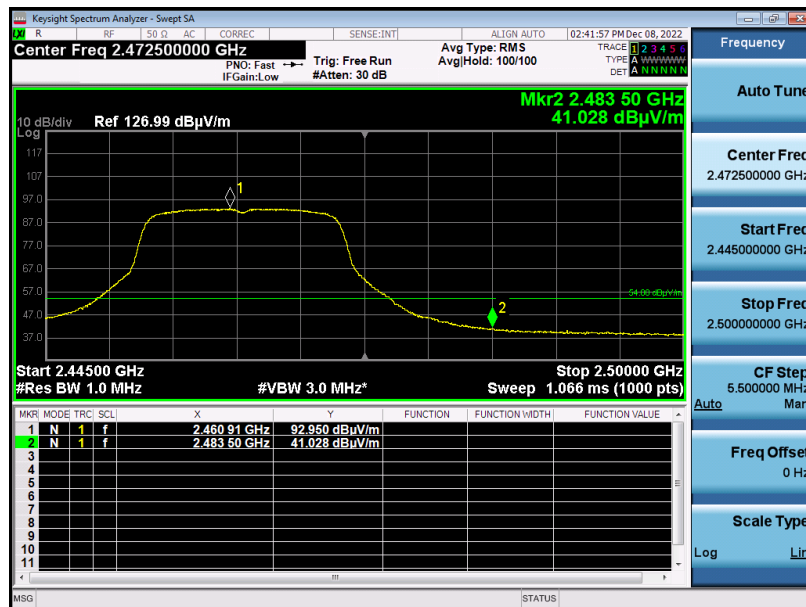 Keysight Spectrum Analyzer - Swept SA
LXI R RF 50 Ω AC CORREC SENSE:INT ALIGN AUTO 02:41:57 PM Dec 08, 2022
Center Freq 2.472500000 GHz
PNO: Fast
IFGain:Low
Trig: Free Run
#Atten: 30 dB
Avg Type: RMS
Avg|Hold: 100/100
TRACE 1 2 3 4 5 6
TYPE A WWWWW
DET A N N N N N
Mkr2 2.483 50 GHz
41.028 dBµV/m
10 dB/div Ref 126.99 dBµV/m
Log
117
107
97.0
87.0
77.0
67.0
57.0
47.0
37.0
1
2
54.00 dBµV/m
Start 2.44500 GHz Stop 2.50000 GHz
#Res BW 1.0 MHz #VBW 3.0 MHz* Sweep 1.066 ms (1000 pts)
MKR MODE TRC SCL X Y FUNCTION FUNCTION WIDTH FUNCTION VALUE
1 N 1 f 2.460 91 GHz 92.950 dBµV/m
2 N 1 f 2.483 50 GHz 41.028 dBµV/m
3
4
5
6
7
8
9
10
11
MSG STATUS
Frequency
Auto Tune
Center Freq
2.472500000 GHz
Start Freq
2.445000000 GHz
Stop Freq
2.500000000 GHz
CF Step
5.500000 MHz
Auto Man
Freq Offset
0 Hz
Scale Type
Log Lin